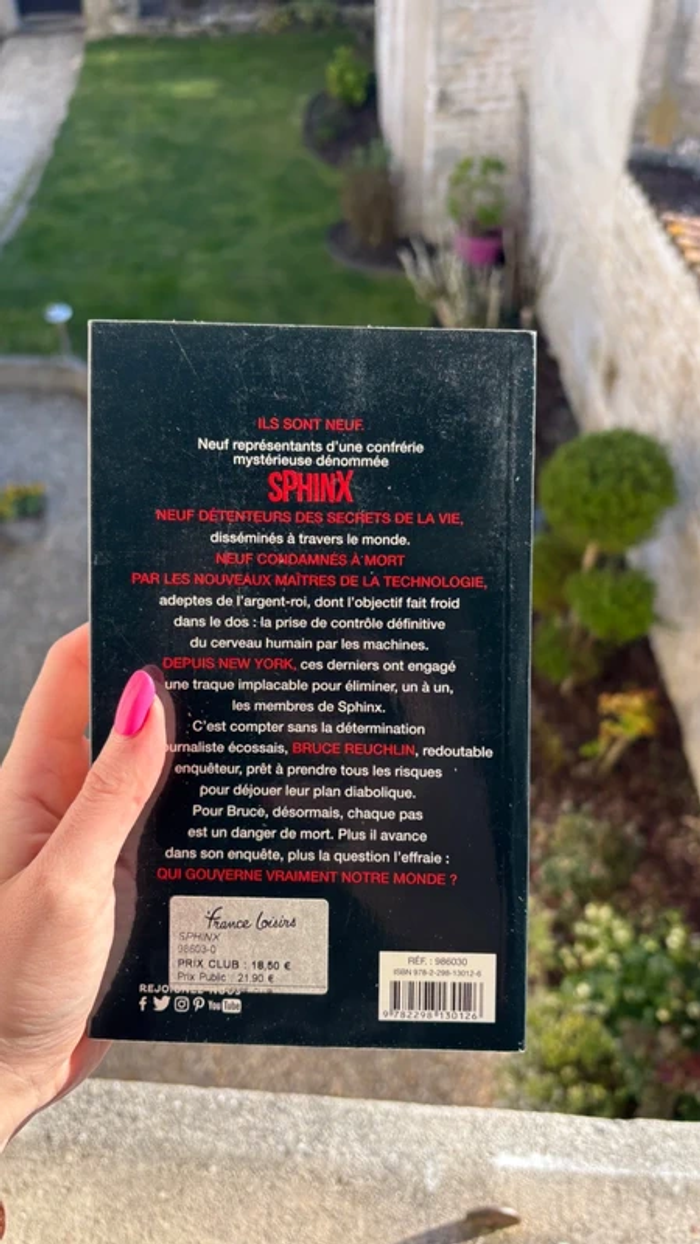 ILS SONT NEUF.
Neuf représentants d'une confrérie
mystérieuse dénommée
SPHINX
NEUF DÉTENTEURS DES SECRETS DE LA VIE,
disséminés à travers le monde.
NEUF CONDAMNÉS À MORT
PAR LES NOUVEAUX MAÎTRES DE LA TECHNOLOGIE,
adeptes de l'argent-roi, dont l'objectif fait froid
dans le dos : la prise de contrôle définitive
du cerveau humain par les machines.
DEPUIS NEW YORK, ces derniers ont engagé
une traque implacable pour éliminer, un à un,
les membres de Sphinx.
C'est compter sans la détermination
ournaliste écossais, BRUCE REUCHLIN, redoutable
enquêteur, prêt à prendre tous les risques
pour déjouer leur plan diabolique.
Pour Bruce, désormais, chaque pas
est un danger de mort. Plus il avance
dans son enquête, plus la question l'effraie :
QUI GOUVERNE VRAIMENT NOTRE MONDE ?
France Loisirs
SPHINX
98603-0
PRIX CLUB : 18,50 €
Prix Public : 21.90 €
YouTube
RÉF. : 986030
ISBN 978-2-298-13012-6
9 782298 130126